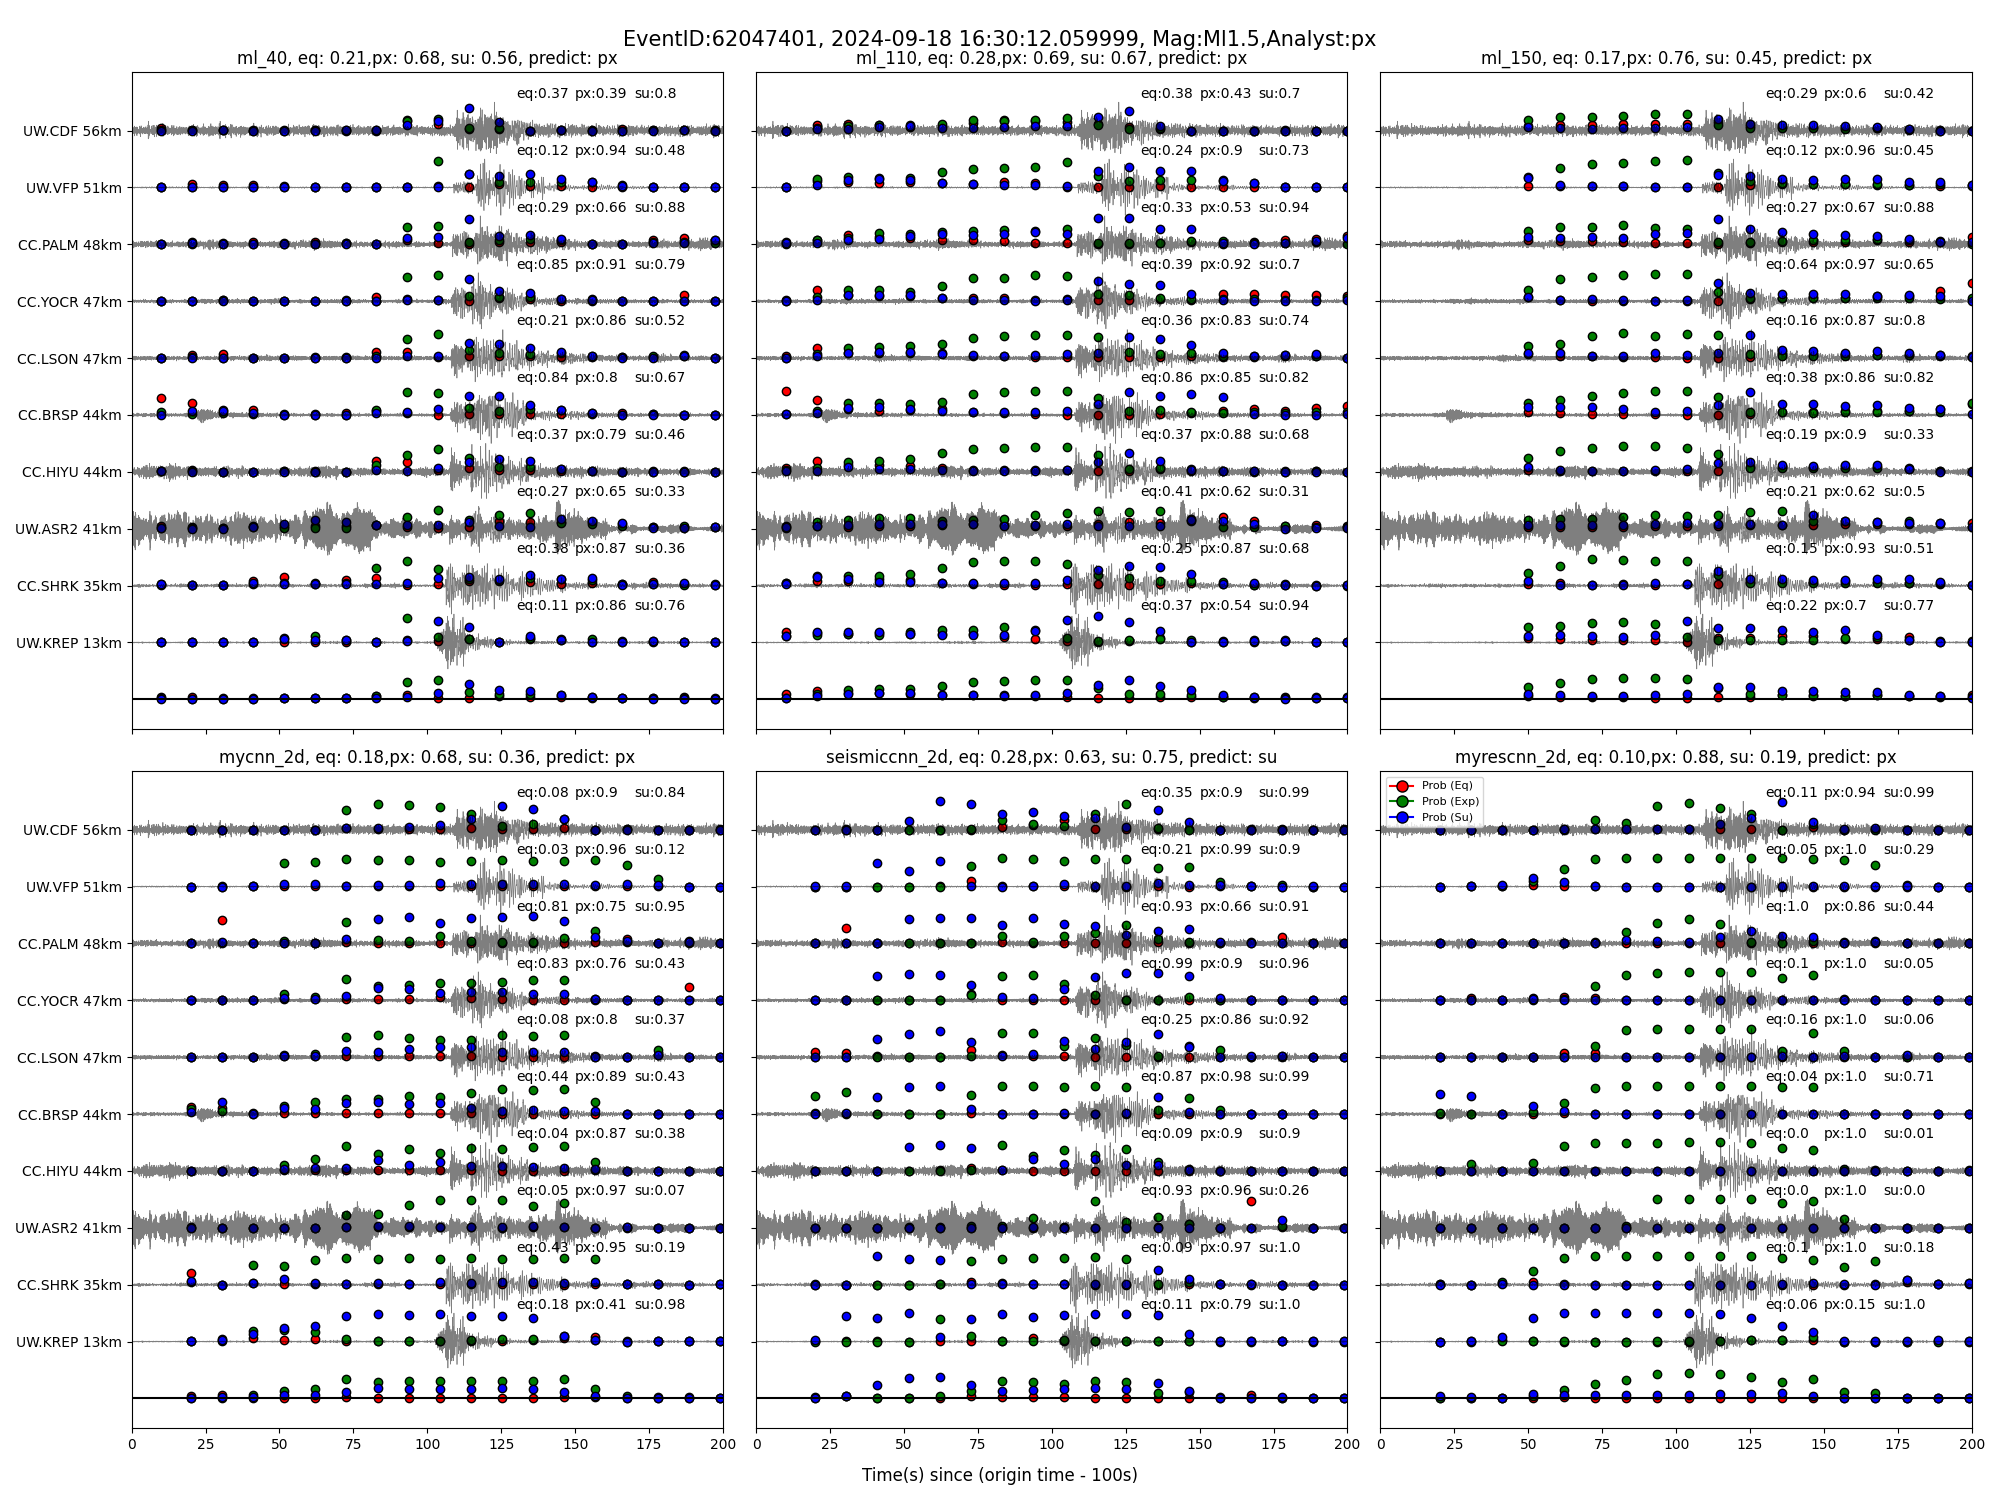 EventID:62047401, 2024-09-18 16:30:12.059999, Mag:Ml1.5,Analyst:px
ml_40, eq: 0.21,px: 0.68, su: 0.56, predict: px
UW.CDF 56km
eq:0.37 px:0.39 su:0.8
UW.VFP 51km
eq:0.12 px:0.94 su:0.48
CC.PALM 48km
eq:0.29 px:0.66 su:0.88
CC.YOCR 47km
eq:0.85 px:0.91 su:0.79
CC.LSON 47km
eq:0.21 px:0.86 su:0.52
CC.BRSP 44km
eq:0.84 px:0.8 su:0.67
CC.HIYU 44km
eq:0.37 px:0.79 su:0.46
UW.ASR2 41km
eq:0.27 px:0.65 su:0.33
CC.SHRK 35km
eq:0.38 px:0.87 su:0.36
UW.KREP 13km
eq:0.11 px:0.86 su:0.76
ml_110, eq: 0.28,px: 0.69, su: 0.67, predict: px
eq:0.38 px:0.43 su:0.7
eq:0.24 px:0.9 su:0.73
eq:0.33 px:0.53 su:0.94
eq:0.39 px:0.92 su:0.7
eq:0.36 px:0.83 su:0.74
eq:0.86 px:0.85 su:0.82
eq:0.37 px:0.88 su:0.68
eq:0.41 px:0.62 su:0.31
eq:0.25 px:0.87 su:0.68
eq:0.37 px:0.54 su:0.94
ml_150, eq: 0.17,px: 0.76, su: 0.45, predict: px
eq:0.29 px:0.6 su:0.42
eq:0.12 px:0.96 su:0.45
eq:0.27 px:0.67 su:0.88
eq:0.64 px:0.97 su:0.65
eq:0.16 px:0.87 su:0.8
eq:0.38 px:0.86 su:0.82
eq:0.19 px:0.9 su:0.33
eq:0.21 px:0.62 su:0.5
eq:0.15 px:0.93 su:0.51
eq:0.22 px:0.7 su:0.77
mycnn_2d, eq: 0.18,px: 0.68, su: 0.36, predict: px
UW.CDF 56km
eq:0.08 px:0.9 su:0.84
UW.VFP 51km
eq:0.03 px:0.96 su:0.12
CC.PALM 48km
eq:0.81 px:0.75 su:0.95
CC.YOCR 47km
eq:0.83 px:0.76 su:0.43
CC.LSON 47km
eq:0.08 px:0.8 su:0.37
CC.BRSP 44km
eq:0.44 px:0.89 su:0.43
CC.HIYU 44km
eq:0.04 px:0.87 su:0.38
UW.ASR2 41km
eq:0.05 px:0.97 su:0.07
CC.SHRK 35km
eq:0.43 px:0.95 su:0.19
UW.KREP 13km
eq:0.18 px:0.41 su:0.98
0 25 50 75 100 125 150 175 200
seismiccnn_2d, eq: 0.28,px: 0.63, su: 0.75, predict: su
eq:0.35 px:0.9 su:0.99
eq:0.21 px:0.99 su:0.9
eq:0.93 px:0.66 su:0.91
eq:0.99 px:0.9 su:0.96
eq:0.25 px:0.86 su:0.92
eq:0.87 px:0.98 su:0.99
eq:0.09 px:0.9 su:0.9
eq:0.93 px:0.96 su:0.26
eq:0.09 px:0.97 su:1.0
eq:0.11 px:0.79 su:1.0
0 25 50 75 100 125 150 175 200
myrescnn_2d, eq: 0.10,px: 0.88, su: 0.19, predict: px
Prob (Eq)
Prob (Exp)
Prob (Su)
eq:0.11 px:0.94 su:0.99
eq:0.05 px:1.0 su:0.29
eq:1.0 px:0.86 su:0.44
eq:0.1 px:1.0 su:0.05
eq:0.16 px:1.0 su:0.06
eq:0.04 px:1.0 su:0.71
eq:0.0 px:1.0 su:0.01
eq:0.0 px:1.0 su:0.0
eq:0.1 px:1.0 su:0.18
eq:0.06 px:0.15 su:1.0
0 25 50 75 100 125 150 175 200
Time(s) since (origin time - 100s)